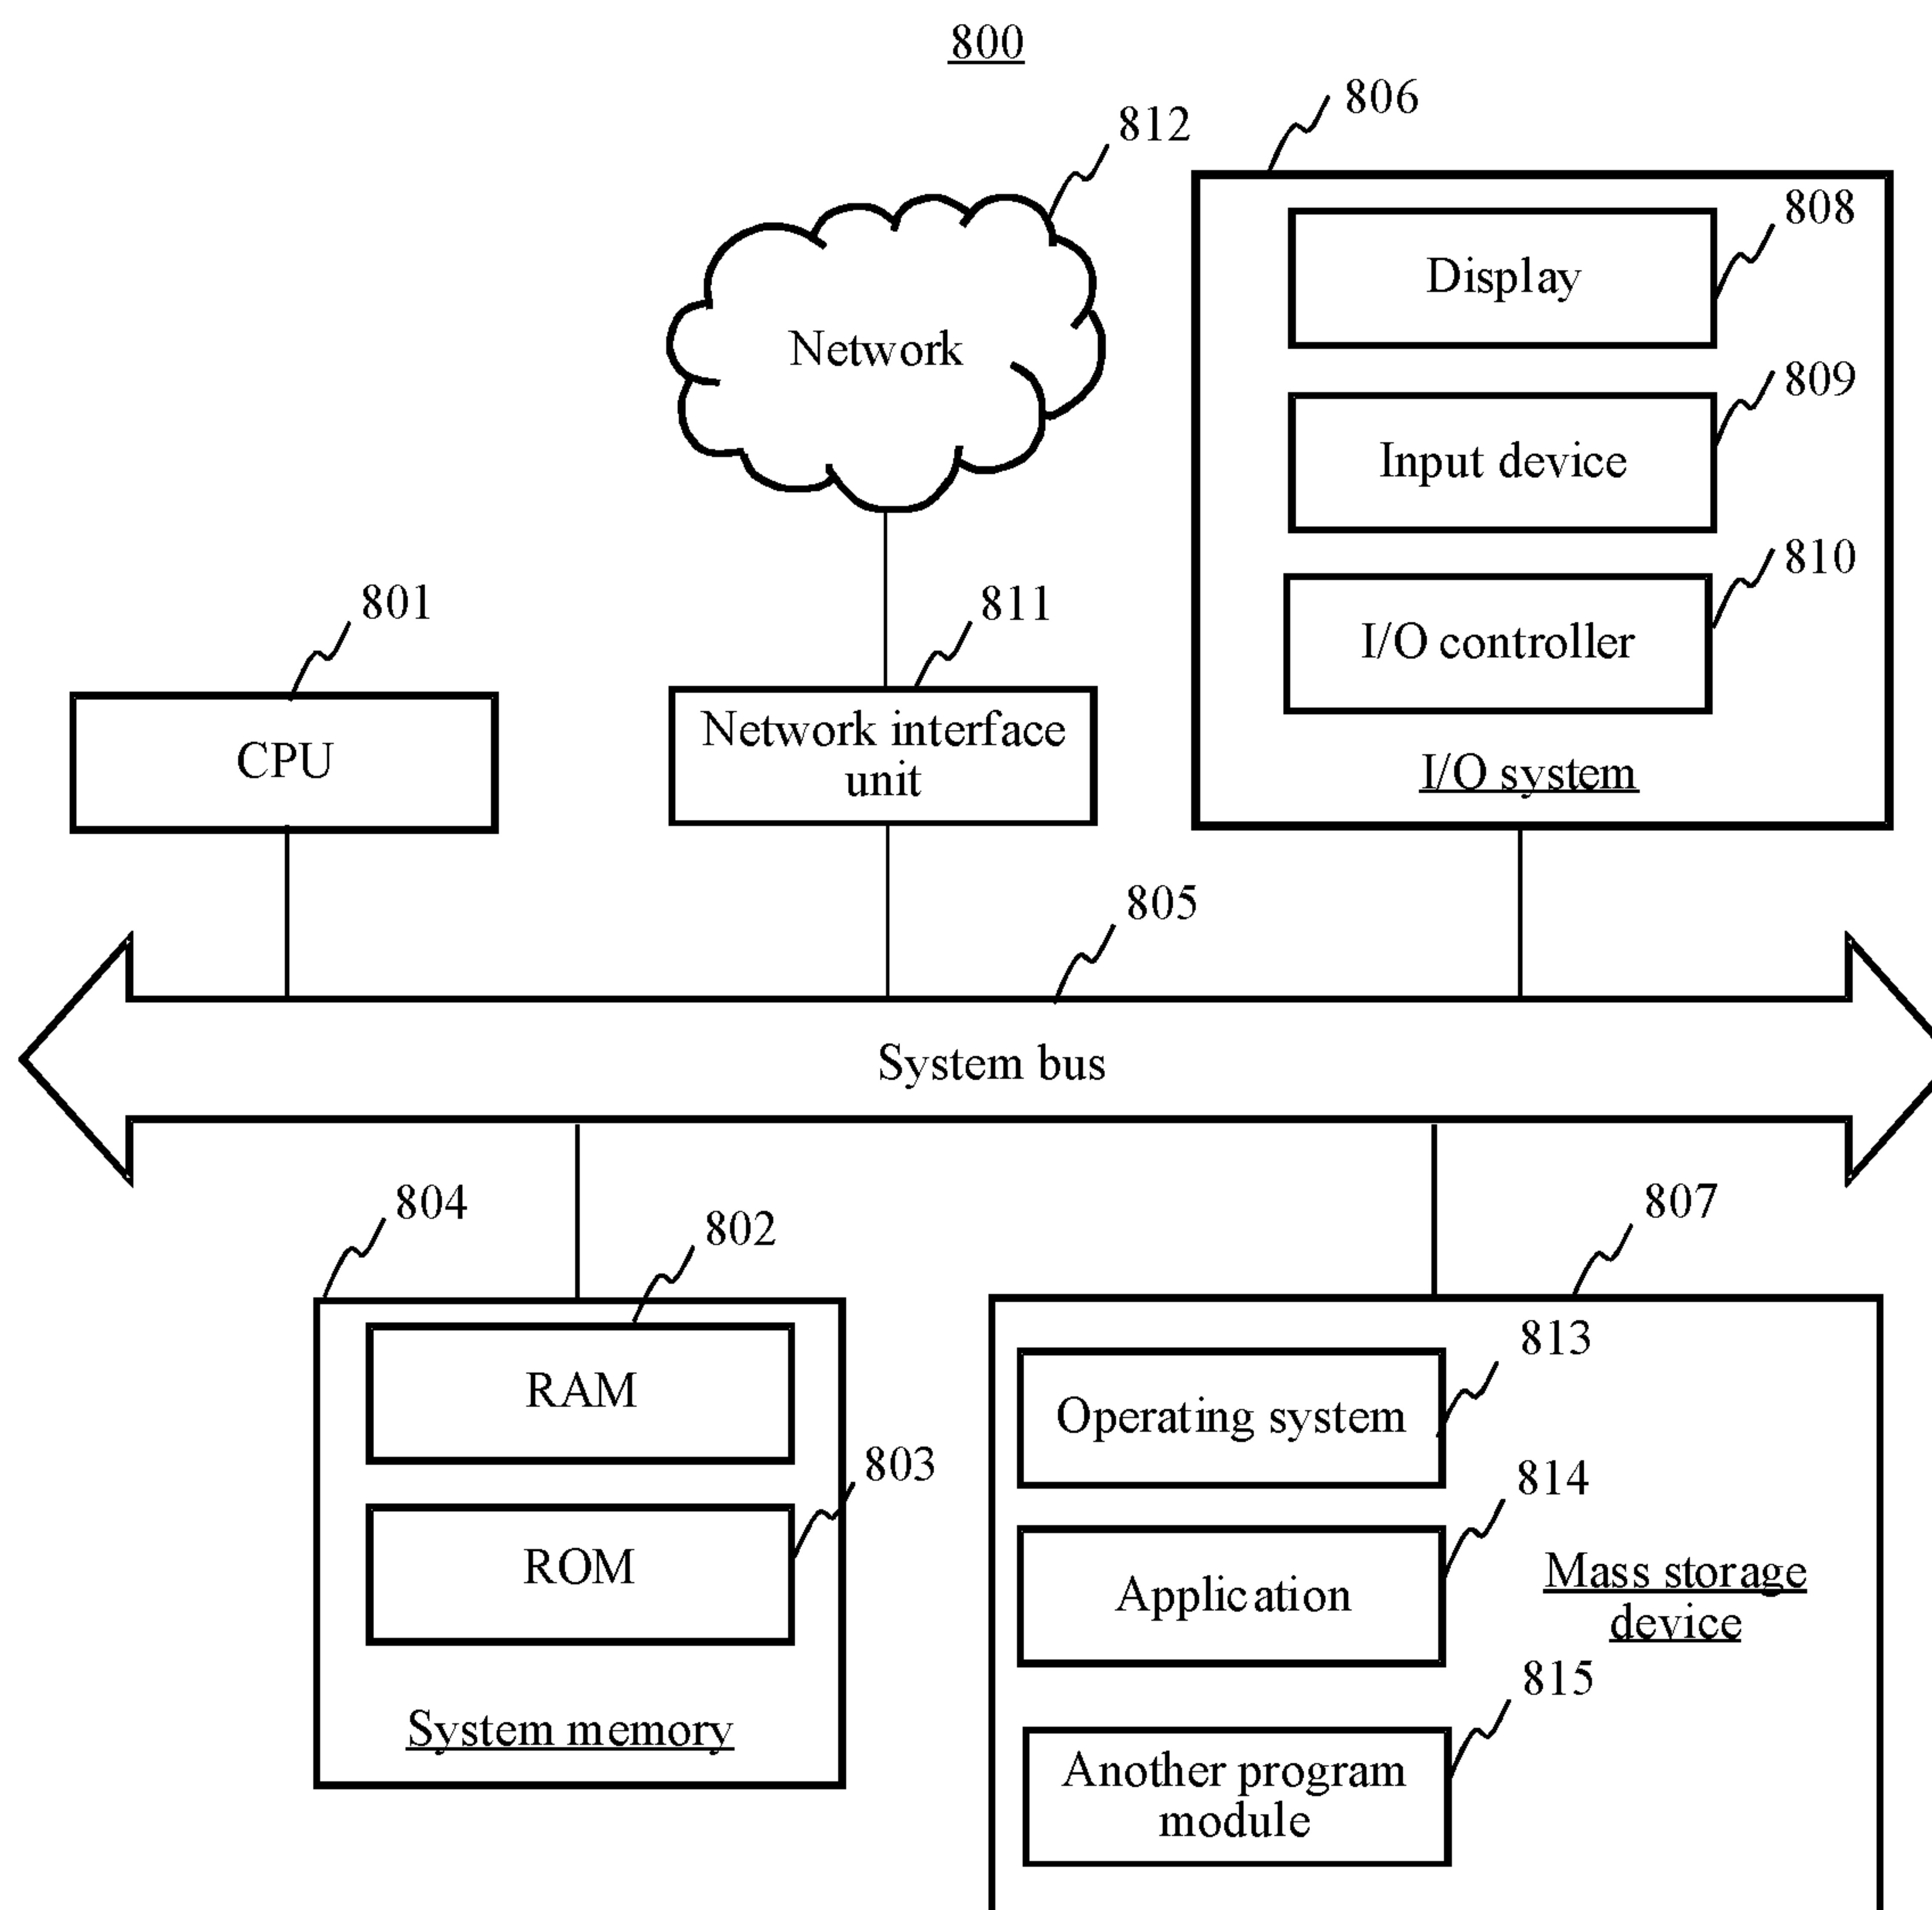 800
806
812
808
Display
Network
809
Input device
810
801
811
I/O controller
CPU
Network interface
unit
I/O system
805
System bus
804
802
807
RAM
813
Operating system
803
814
ROM
Application
Mass storage
device
815
System memory
Another program
module